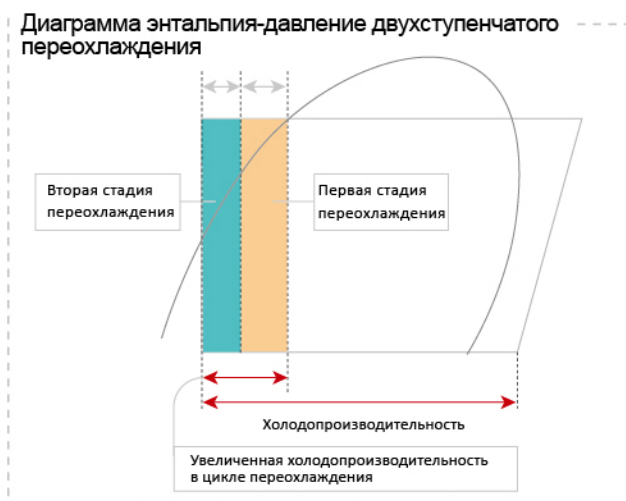 Диаграмма энтальпия-давление двухступенчатого
переохлаждения
Вторая стадия
переохлаждения
Первая стадия
переохлаждения
Холодопроизводительность
Увеличенная холодопроизводительность
в цикле переохлаждения